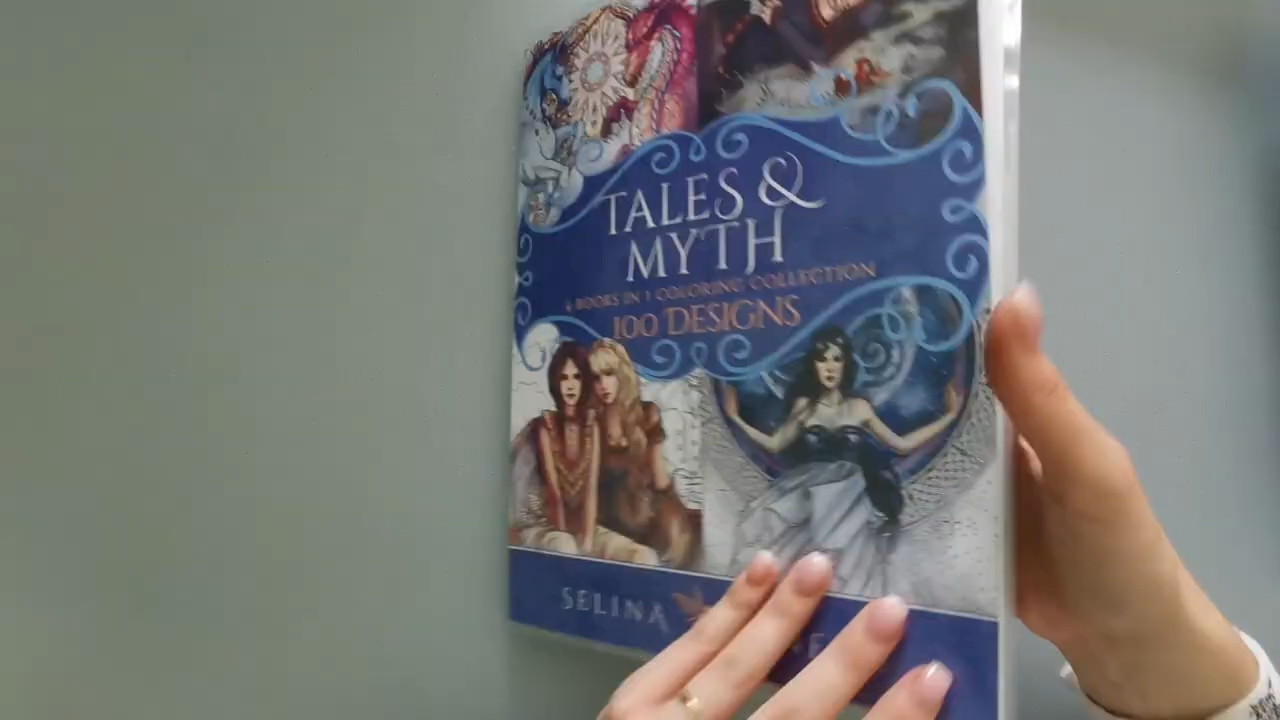 TALES &
MYTH
4 BOOKS IN 1 COLORING COLLECTION
100 DESIGNS
SELINA